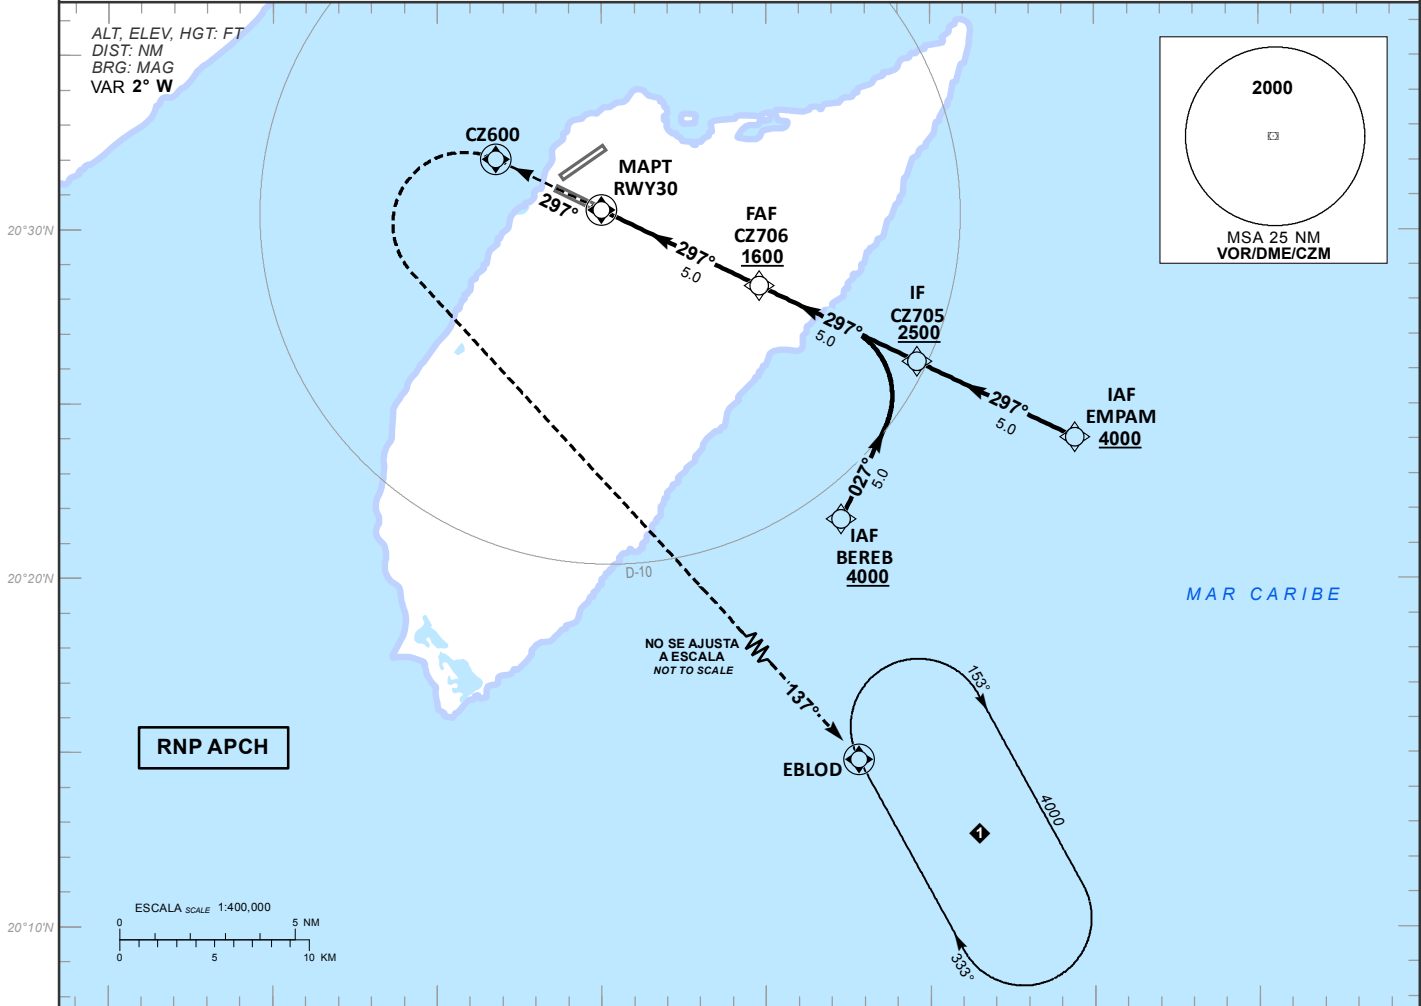 ALT, ELEV, HGT: FT
DIST: NM
BRG: MAG
VAR 2° W
2000
MSA 25 NM
VOR/DME/CZM
CZ600
MAPT
RWY30
297°
FAF
CZ706
1600
297°
5.0
IF
CZ705
2500
297°
5.0
IAF
EMPAM
4000
297°
5.0
027°
5.0
IAF
BEREB
4000
D-10
20°30'N
20°20'N
20°10'N
MAR CARIBE
NO SE AJUSTA
A ESCALA
NOT TO SCALE
137°
EBLOD
153°
4000
1
333°
RNP APCH
ESCALA SCALE 1:400,000
0 5 NM
0 5 10 KM